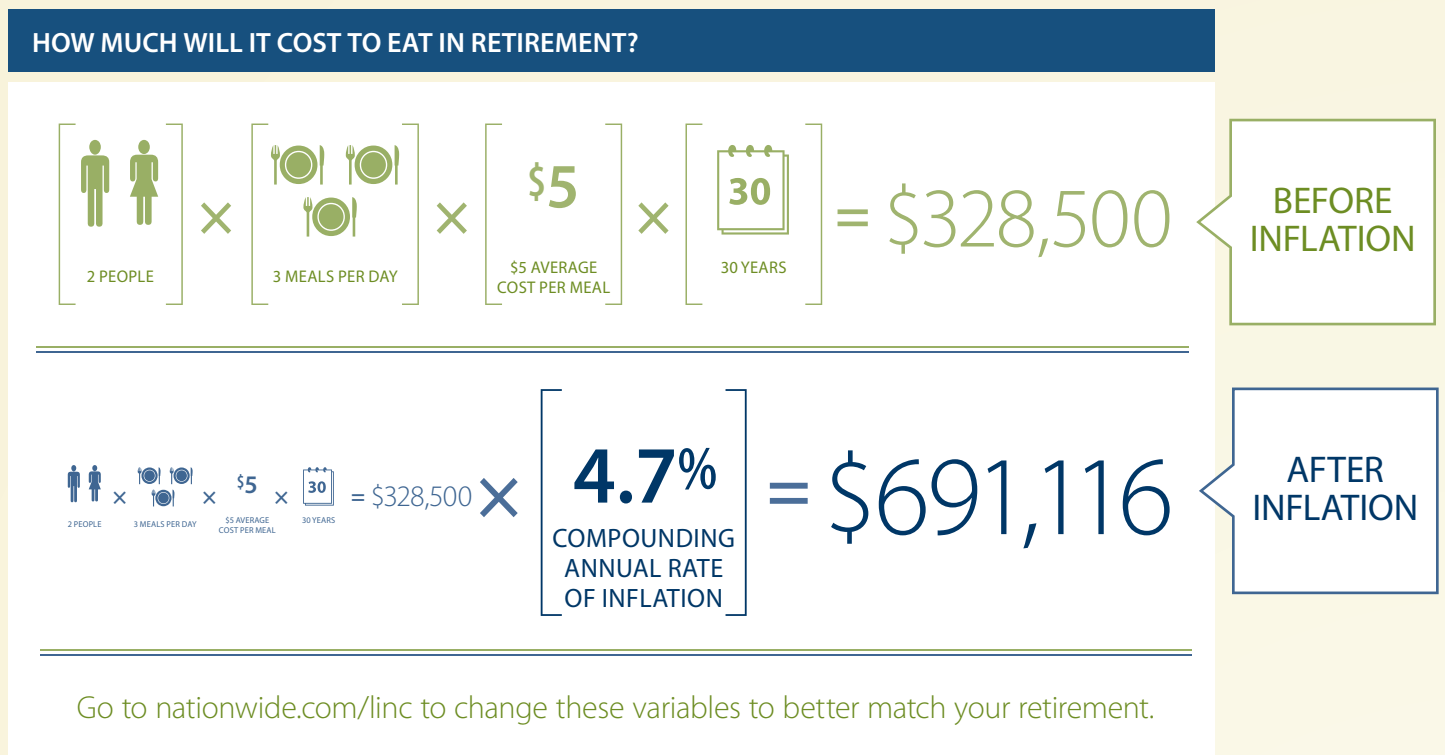 HOW MUCH WILL IT COST TO EAT IN RETIREMENT?
2 PEOPLE
×
3 MEALS PER DAY
×
$5
$5 AVERAGE
COST PER MEAL
×
30
30 YEARS
= $328,500
BEFORE
INFLATION
2 PEOPLE
×
3 MEALS PER DAY
×
$5
$5 AVERAGE
COST PER MEAL
×
30
30 YEARS
= $328,500 ×
4.7%
COMPOUNDING
ANNUAL RATE
OF INFLATION
= $691,116
AFTER
INFLATION
Go to nationwide.com/linc to change these variables to better match your retirement.